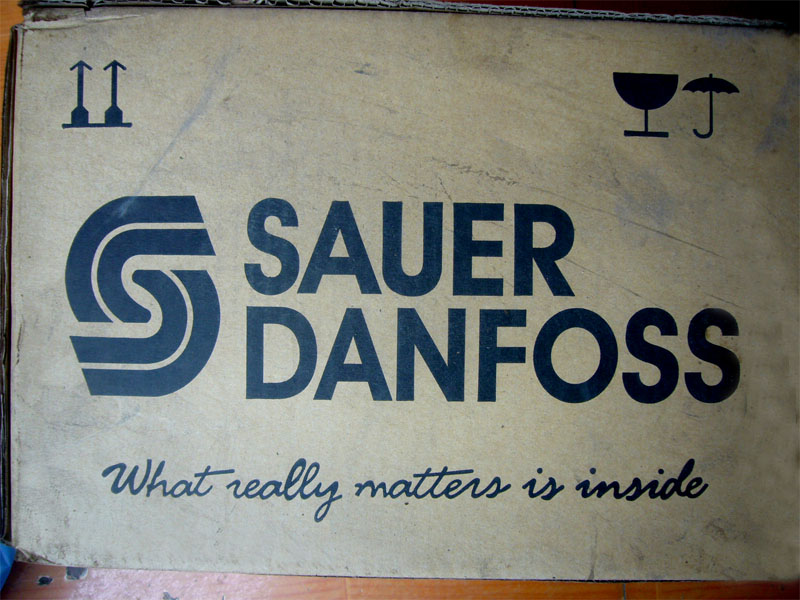 SAUER
DANFOSS
What really matters is inside